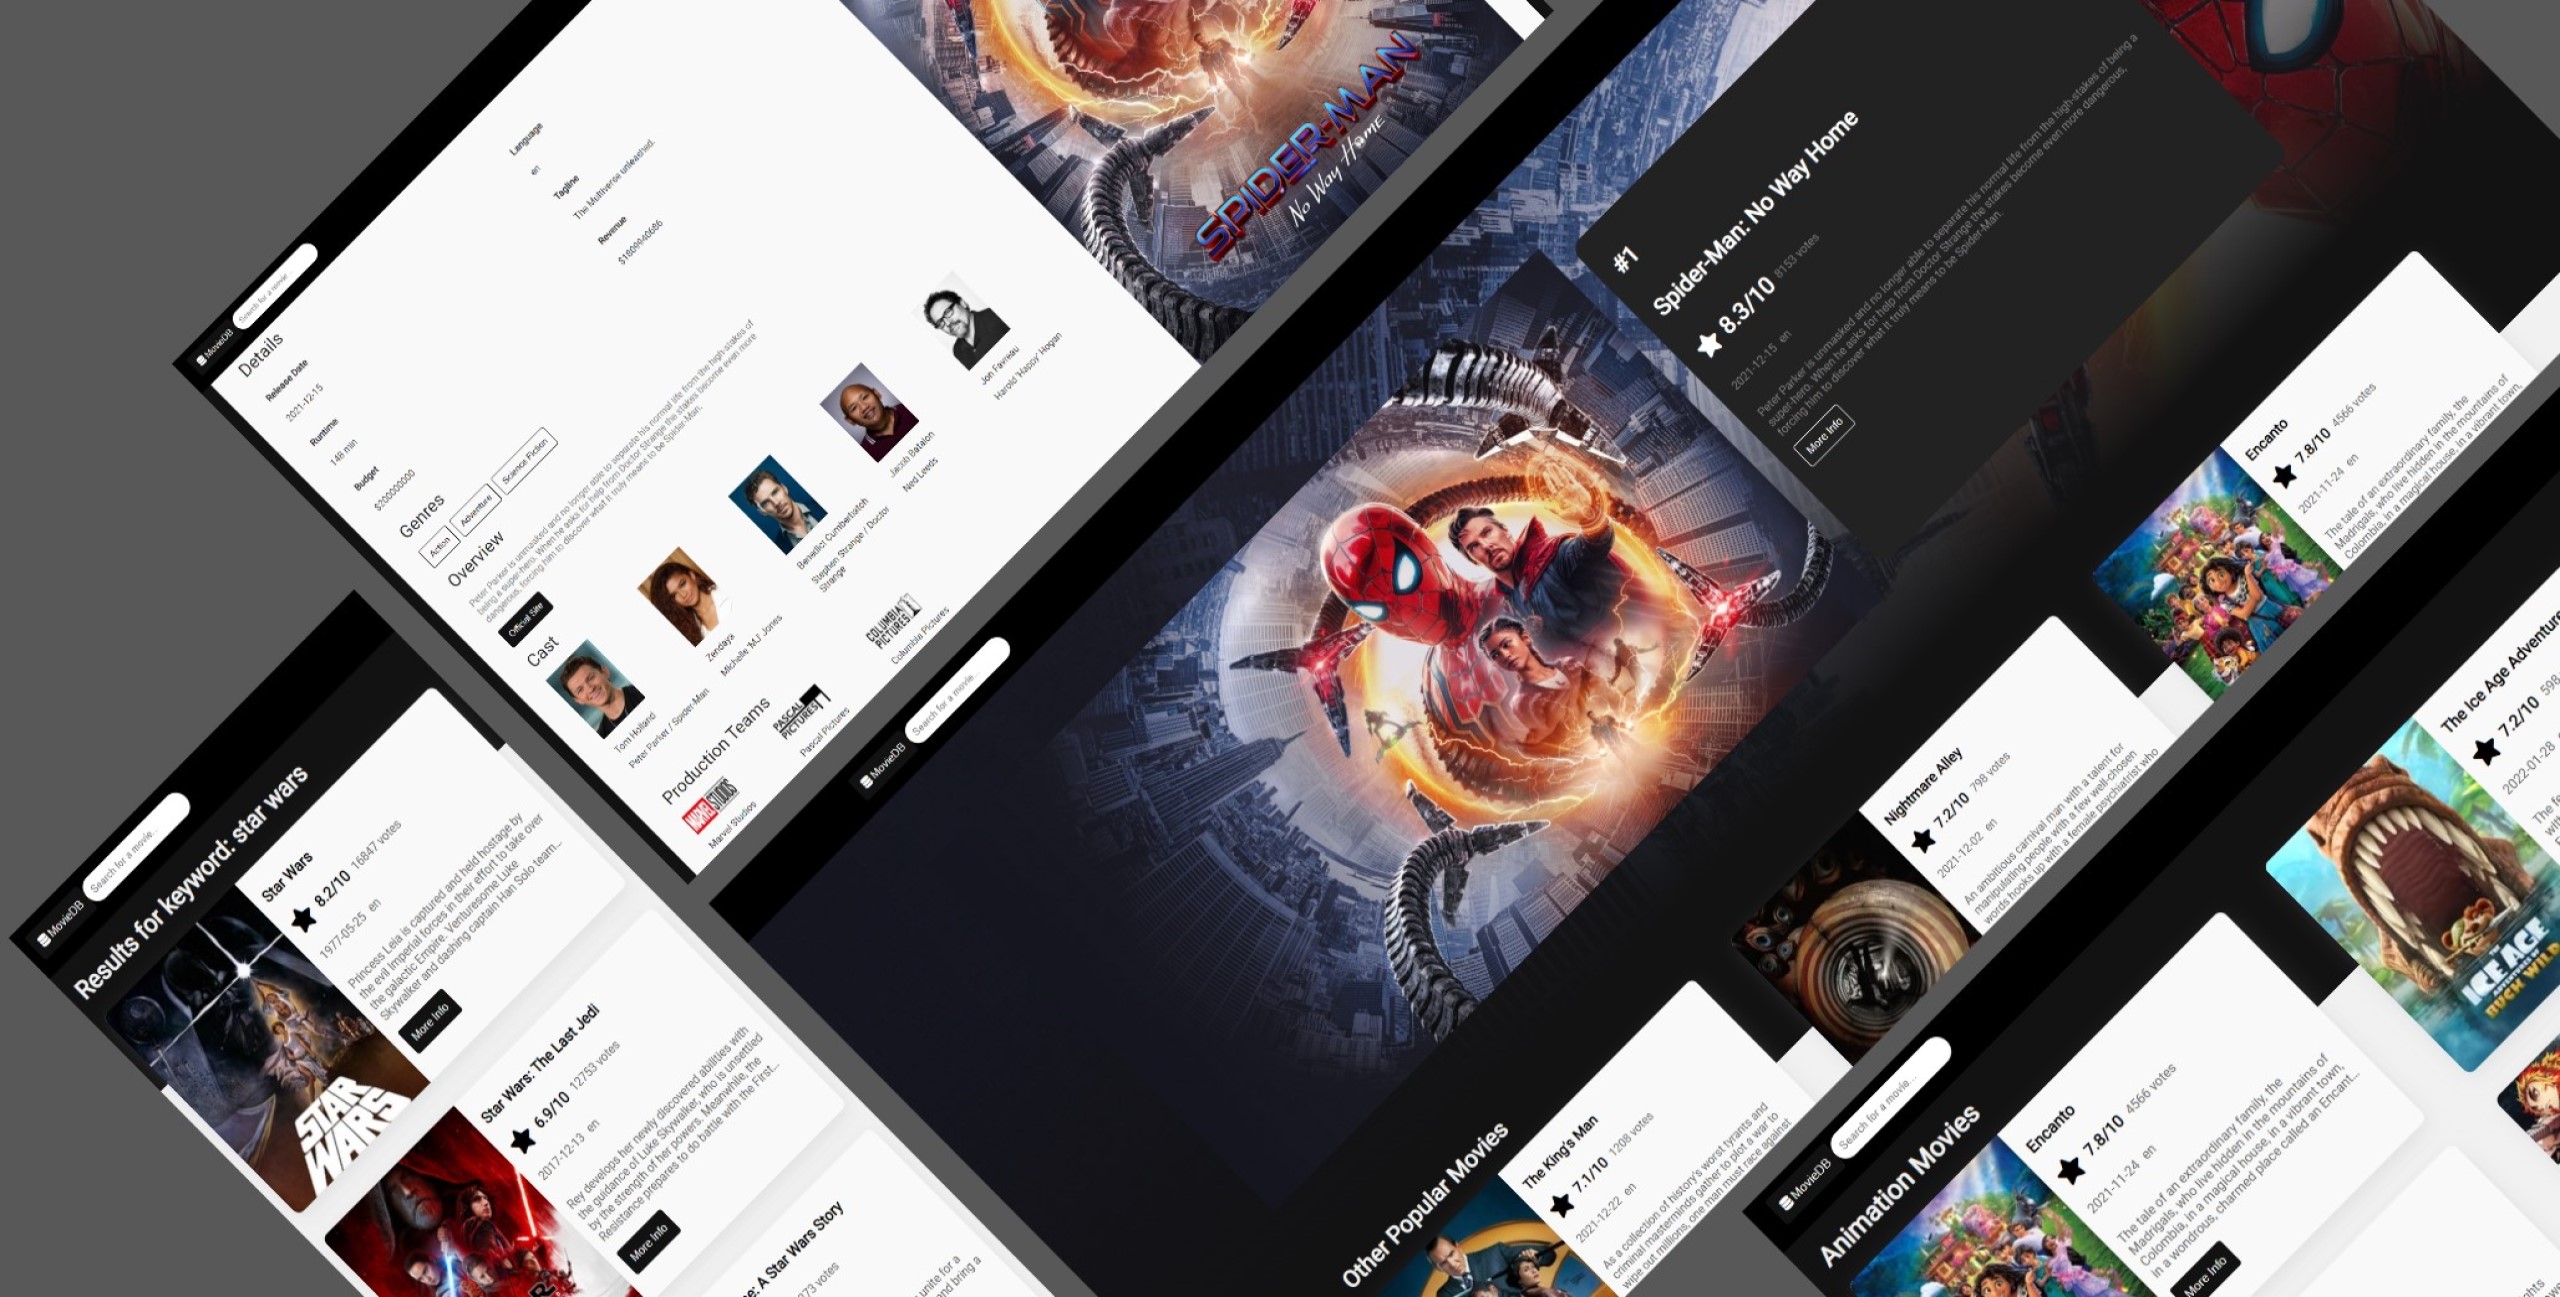 MovieDB
Search for a movie...
Details
Release Date
2021-12-15
Runtime
148 min
Budget
$200000000
Language
en
Tagline
The Multiverse unleashed.
Revenue
$1809940686
Genres
Action
Adventure
Science Fiction
Overview
Peter Parker is unmasked and no longer able to separate his normal life from the high-stakes of
being a super-hero. When he asks for help from Doctor Strange the stakes become even more
dangerous, forcing him to discover what it truly means to be Spider-Man.
Official Site
Cast
Tom Holland
Peter Parker / Spider-Man
Zendaya
Michelle 'MJ' Jones
Benedict Cumberbatch
Stephen Strange / Doctor
Strange
Jacob Batalon
Ned Leeds
Jon Favreau
Harold 'Happy' Hogan
Production Teams
MARVEL STUDIOS
Marvel Studios
PASCAL
PICTURES
Pascal Pictures
COLUMBIA
PICTURES
Columbia Pictures
SPIDER-MAN
NO WAY HOME
MovieDB
Search for a movie...
Results for keyword: star wars
Star Wars
8.2/10 16847 votes
1977-05-25 en
Princess Leia is captured and held hostage by
the evil Imperial forces in their effort to take over
the galactic Empire. Venturesome Luke
Skywalker and dashing captain Han Solo team...
More Info
STAR
WARS
Star Wars: The Last Jedi
6.9/10 12753 votes
2017-12-13 en
Rey develops her newly discovered abilities with
the guidance of Luke Skywalker, who is unsettled
by the strength of her powers. Meanwhile, the
Resistance prepares to do battle with the First...
More Info
A Star Wars Story
votes
unite for a
bring a
MovieDB
Search for a movie...
#1
Spider-Man: No Way Home
8.3/10 8153 votes
2021-12-15 en
Peter Parker is unmasked and no longer able to separate his normal life from the high-stakes of being a
super-hero. When he asks for help from Doctor Strange the stakes become even more dangerous,
forcing him to discover what it truly means to be Spider-Man.
More Info
Other Popular Movies
The King's Man
7.1/10 1208 votes
2021-12-22 en
As a collection of history's worst tyrants and
criminal masterminds gather to plot a war to
wipe out millions, one man must race against
Nightmare Alley
7.2/10 798 votes
2021-12-02 en
An ambitious carnival man with a talent for
manipulating people with a few well-chosen
words hooks up with a female psychiatrist who
Encanto
7.8/10 4566 votes
2021-11-24 en
The tale of an extraordinary family, the
Madrigals, who live hidden in the mountains of
Colombia, in a magical house, in a vibrant town,
MovieDB
Search for a movie...
Animation Movies
Encanto
7.8/10 4566 votes
2021-11-24 en
The tale of an extraordinary family, the
Madrigals, who live hidden in the mountains of
Colombia, in a magical house, in a vibrant town,
in a wondrous, charmed place called an Encant...
More Info
The Ice Age Adventure
7.2/10 598
2022-01-28
The
THE
ICE AGE
ADVENTURES OF
BUCK WILD